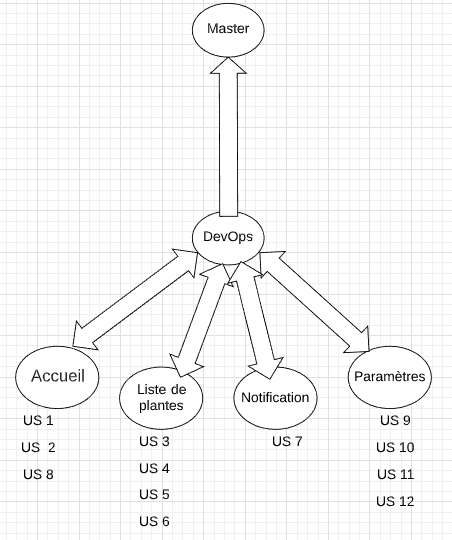 Master
DevOps
Accueil
US 1
US 2
US 8
Liste de
plantes
US 3
US 4
US 5
US 6
Notification
US 7
Paramètres
US 9
US 10
US 11
US 12